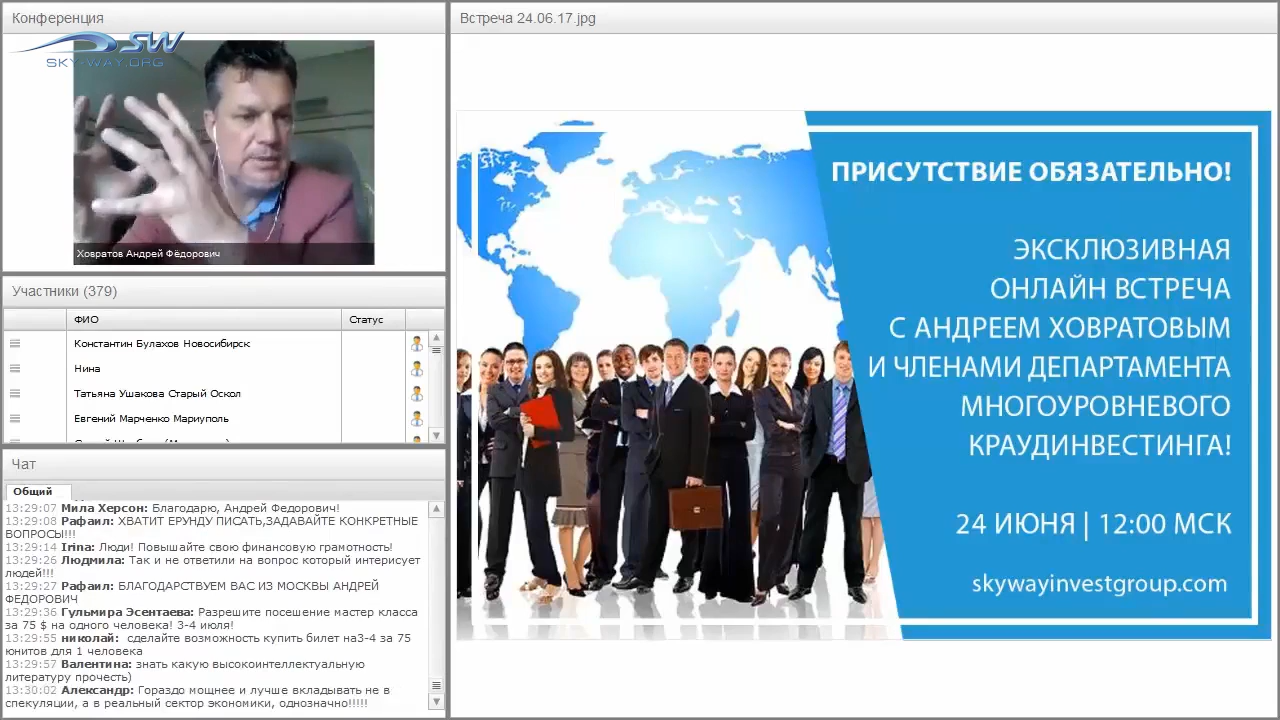 Конференция
SW
SKY-WAY.ORG
Ховратов Андрей Фёдорович
Участники (379)
ФИО Статус
Константин Булахов Новосибирск
Нина
Татьяна Ушакова Старый Оскол
Евгений Марченко Мариуполь
Чат
Общий
13:29:07 Мила Херсон: Благодарю, Андрей Федорович!
13:29:08 Рафаил: ХВАТИТ ЕРУНДУ ПИСАТЬ,ЗАДАВАЙТЕ КОНКРЕТНЫЕ
ВОПРОСЫ!!!
13:29:14 Irina: Люди! Повышайте свою финансовую грамотность!
13:29:26 Людмила: Так и не ответили на вопрос который интерисует
людей!!!
13:29:27 Рафаил: БЛАГОДАРСТВУЕМ ВАС ИЗ МОСКВЫ АНДРЕЙ
ФЕДОРОВИЧ
13:29:36 Гульмира Эсентаева: Разрешите посешение мастер класса
за 75 $ на одного человека! 3-4 июля!
13:29:55 николай: сделайте возможность купить билет на3-4 за 75
юнитов для 1 человека
13:29:57 Валентина: знать какую высокоинтеллектуальную
литературу прочесть)
13:30:02 Александр: Гораздо мощнее и лучше вкладывать не в
спекуляции, а в реальный сектор экономики, однозначно!!!!!
Встреча 24.06.17.jpg
ПРИСУТСТВИЕ ОБЯЗАТЕЛЬНО!
ЭКСКЛЮЗИВНАЯ
ОНЛАЙН ВСТРЕЧА
С АНДРЕЕМ ХОВРАТОВЫМ
И ЧЛЕНАМИ ДЕПАРТАМЕНТА
МНОГОУРОВНЕВОГО
КРАУДИНВЕСТИНГА!
24 ИЮНЯ | 12:00 МСК
skywayinvestgroup.com